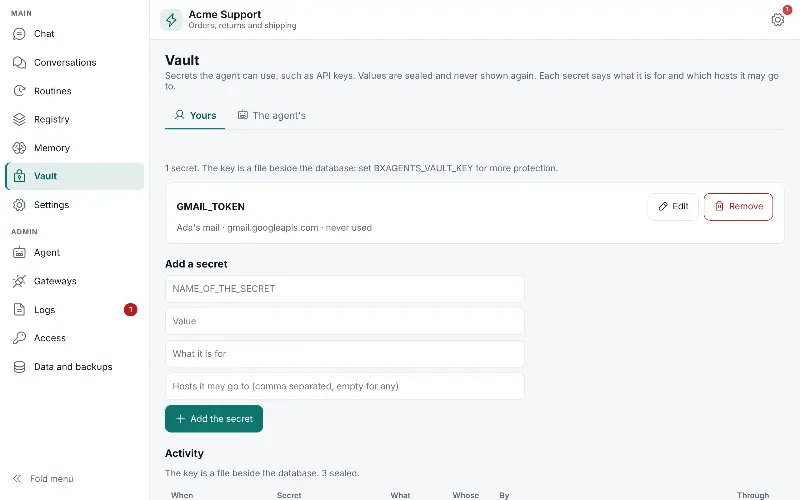 MAIN
Chat
Conversations
Routines
Registry
Memory
Vault
Settings
ADMIN
Agent
Gateways
Logs 1
Access
Data and backups
Fold menu
Acme Support
Orders, returns and shipping
1
Vault
Secrets the agent can use, such as API keys. Values are sealed and never shown again. Each secret says what it is for and which hosts it may go
to.
Yours The agent's
1 secret. The key is a file beside the database: set BXAGENTS_VAULT_KEY for more protection.
GMAIL_TOKEN
Edit Remove
Ada's mail · gmail.googleapis.com · never used
Add a secret
NAME_OF_THE_SECRET
Value
What it is for
Hosts it may go to (comma separated, empty for any)
Add the secret
Activity
The key is a file beside the database: 3 sealed.
When Secret What Whose By Through